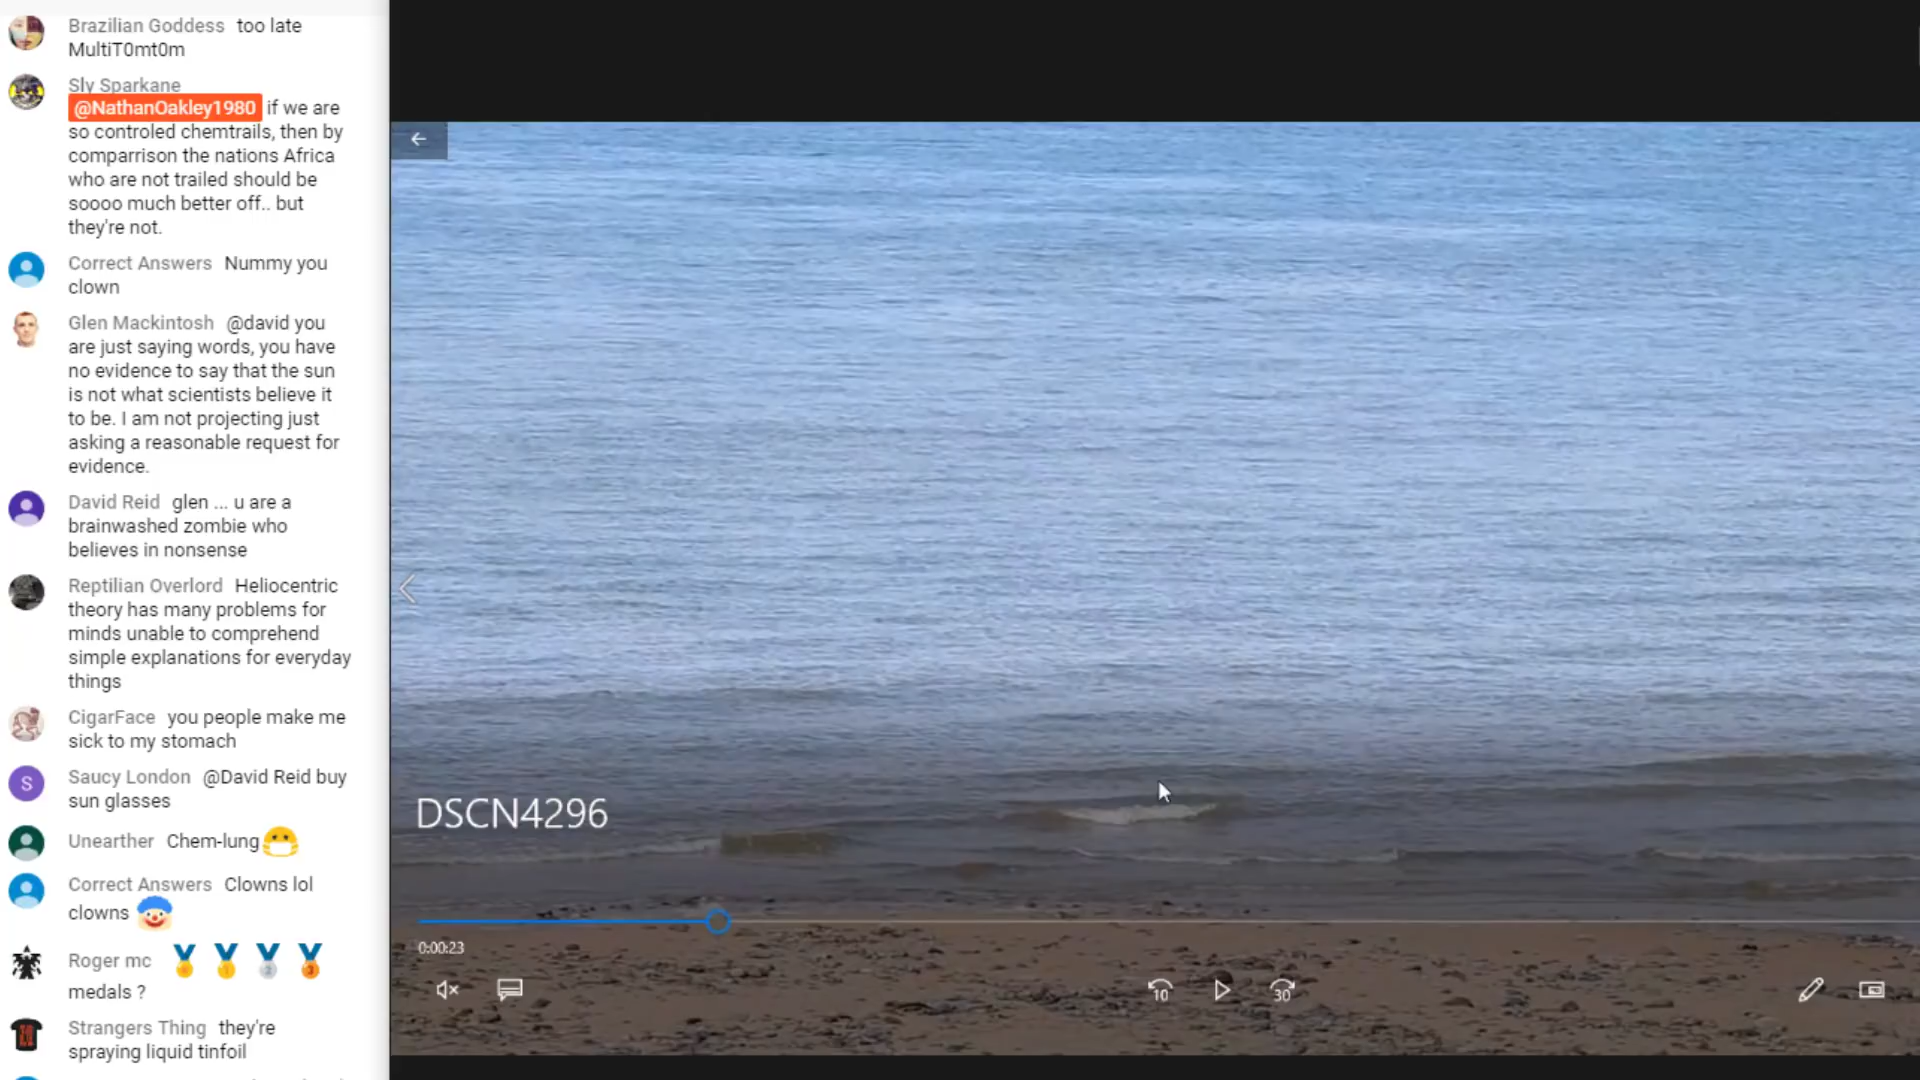 Brazilian Goddess too late
MultiT0mt0m
Sly Sparkane
@NathanOakley1980 if we are
so controled chemtrails, then by
comparrison the nations Africa
who are not trailed should be
soooo much better off.. but
they're not.
Correct Answers Nummy you
clown
Glen Mackintosh @david you
are just saying words, you have
no evidence to say that the sun
is not what scientists believe it
to be. I am not projecting just
asking a reasonable request for
evidence.
David Reid glen ... u are a
brainwashed zombie who
believes in nonsense
Reptilian Overlord Heliocentric
theory has many problems for
minds unable to comprehend
simple explanations for everyday
things
CigarFace you people make me
sick to my stomach
S
Saucy London @David Reid buy
sun glasses
Unearther Chem-lung
Correct Answers Clowns lol
clowns
Roger mc
medals ?
Strangers Thing they're
spraying liquid tinfoil
DSCN4296
0:00:23
10
30